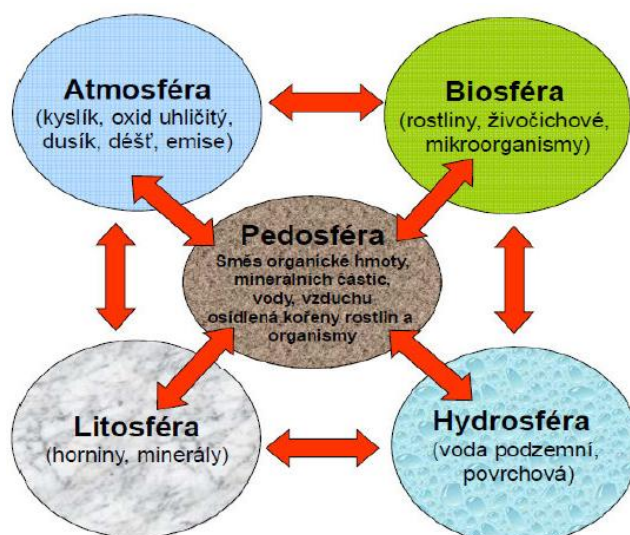 Atmosféra
(kyslík, oxid uhličitý,
dusík, déšť, emise)
Biosféra
(rostliny, živočichové,
mikroorganismy)
Pedosféra
Směs organické hmoty,
minerálních částic,
vody, vzduchu
osídlená kořeny rostlin a
organismy
Litosféra
(horniny, minerály)
Hydrosféra
(voda podzemní,
povrchová)